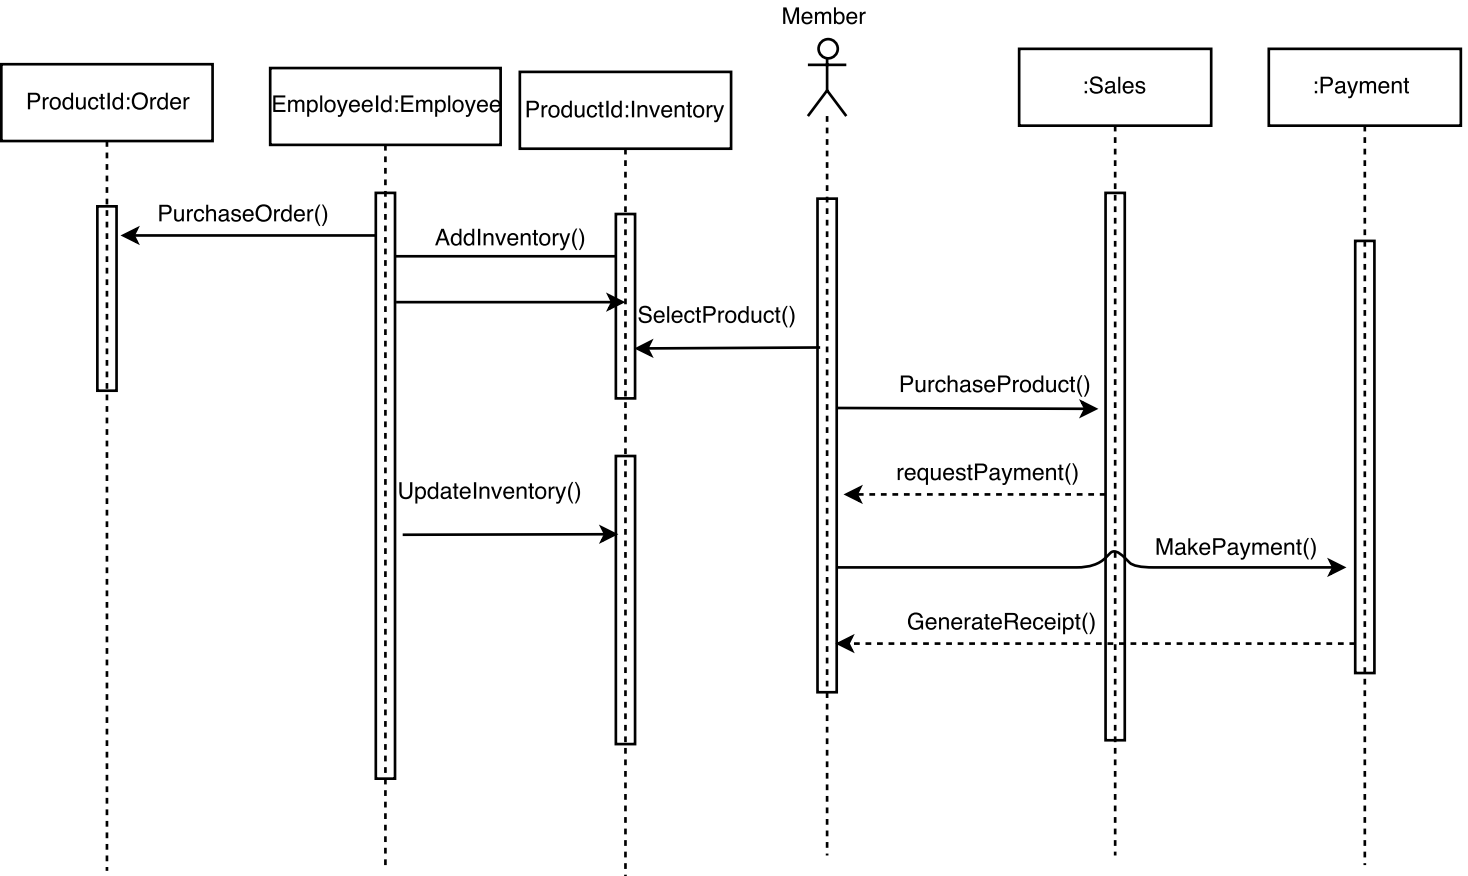 Member
ProductId:Order
EmployeeId:Employee
ProductId:Inventory
:Sales
:Payment
PurchaseOrder()
AddInventory()
SelectProduct()
PurchaseProduct()
requestPayment()
UpdateInventory()
MakePayment()
GenerateReceipt()